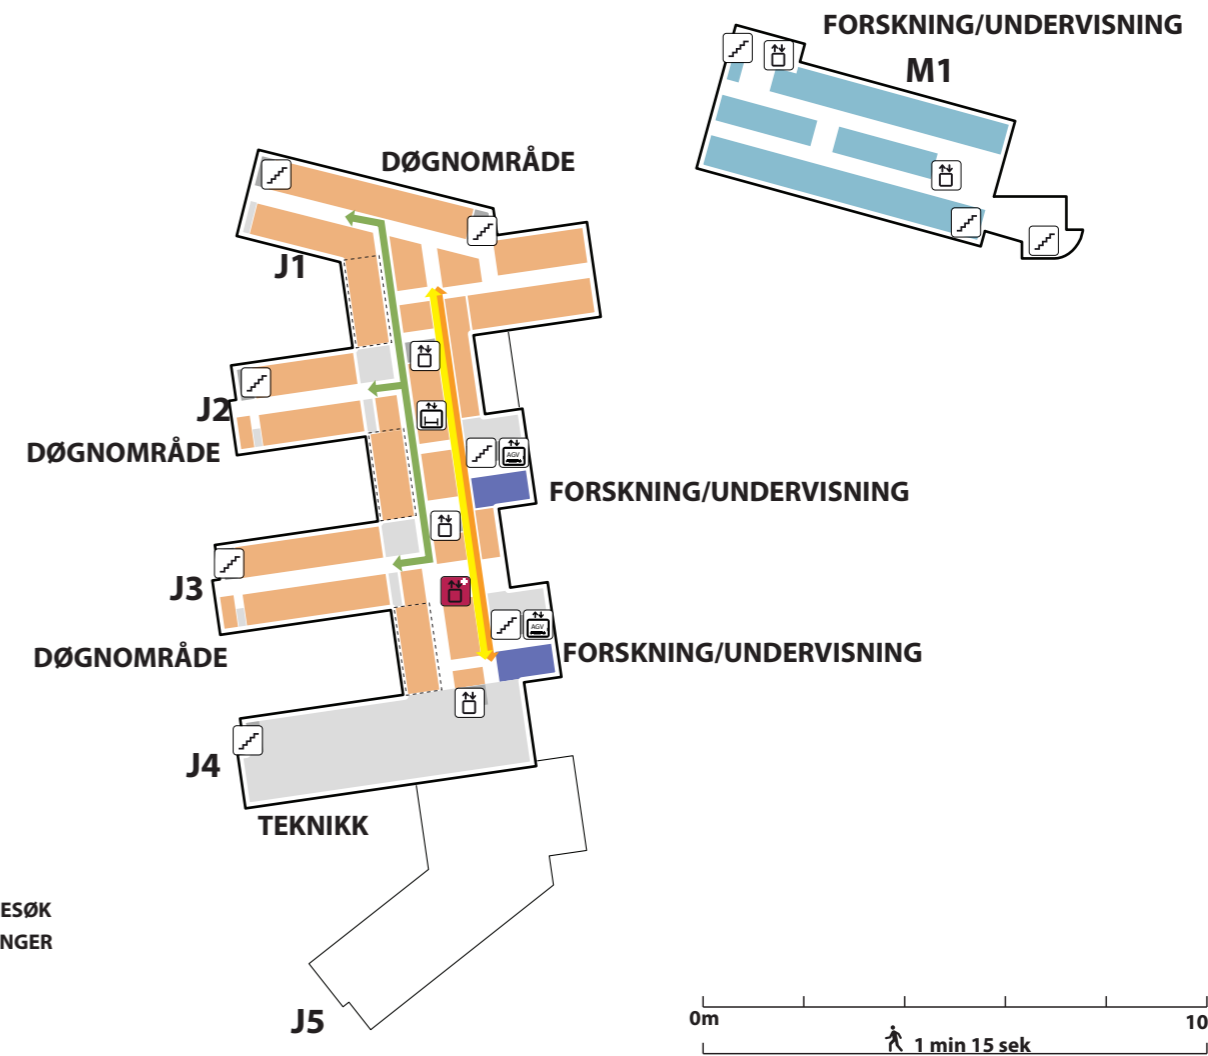 FORSKNING/UNDERVISNING
M1
DØGNOMRÅDE
J1
J2
DØGNOMRÅDE
AGV
FORSKNING/UNDERVISNING
J3
AGV
DØGNOMRÅDE
FORSKNING/UNDERVISNING
J4
TEKNIKK
ESØK
NGER
J5
0m
10
1 min 15 sek